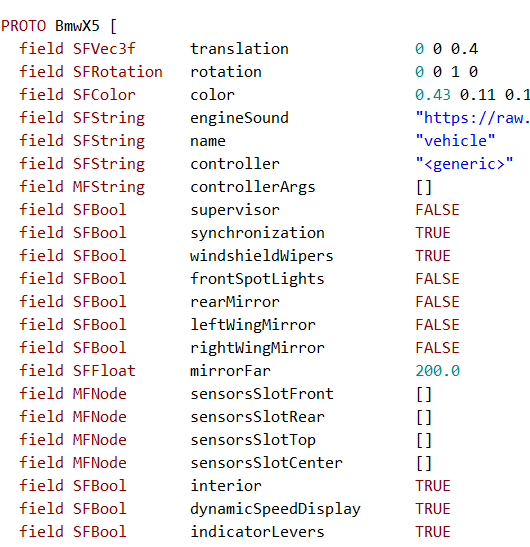 PROTO BmwX5 [
field SFVec3f translation 0 0 0.4
field SFRotation rotation 0 0 1 0
field SFColor color 0.43 0.11 0.1
field SFString engineSound "https://raw.
field SFString name "vehicle"
field SFString controller "<generic>"
field MFString controllerArgs []
field SFBool supervisor FALSE
field SFBool synchronization TRUE
field SFBool windshieldWipers TRUE
field SFBool frontSpotLights FALSE
field SFBool rearMirror FALSE
field SFBool leftWingMirror FALSE
field SFBool rightWingMirror FALSE
field SFFloat mirrorFar 200.0
field MFNode sensorsSlotFront []
field MFNode sensorsSlotRear []
field MFNode sensorsSlotTop []
field MFNode sensorsSlotCenter []
field SFBool interior TRUE
field SFBool dynamicSpeedDisplay TRUE
field SFBool indicatorLevers TRUE